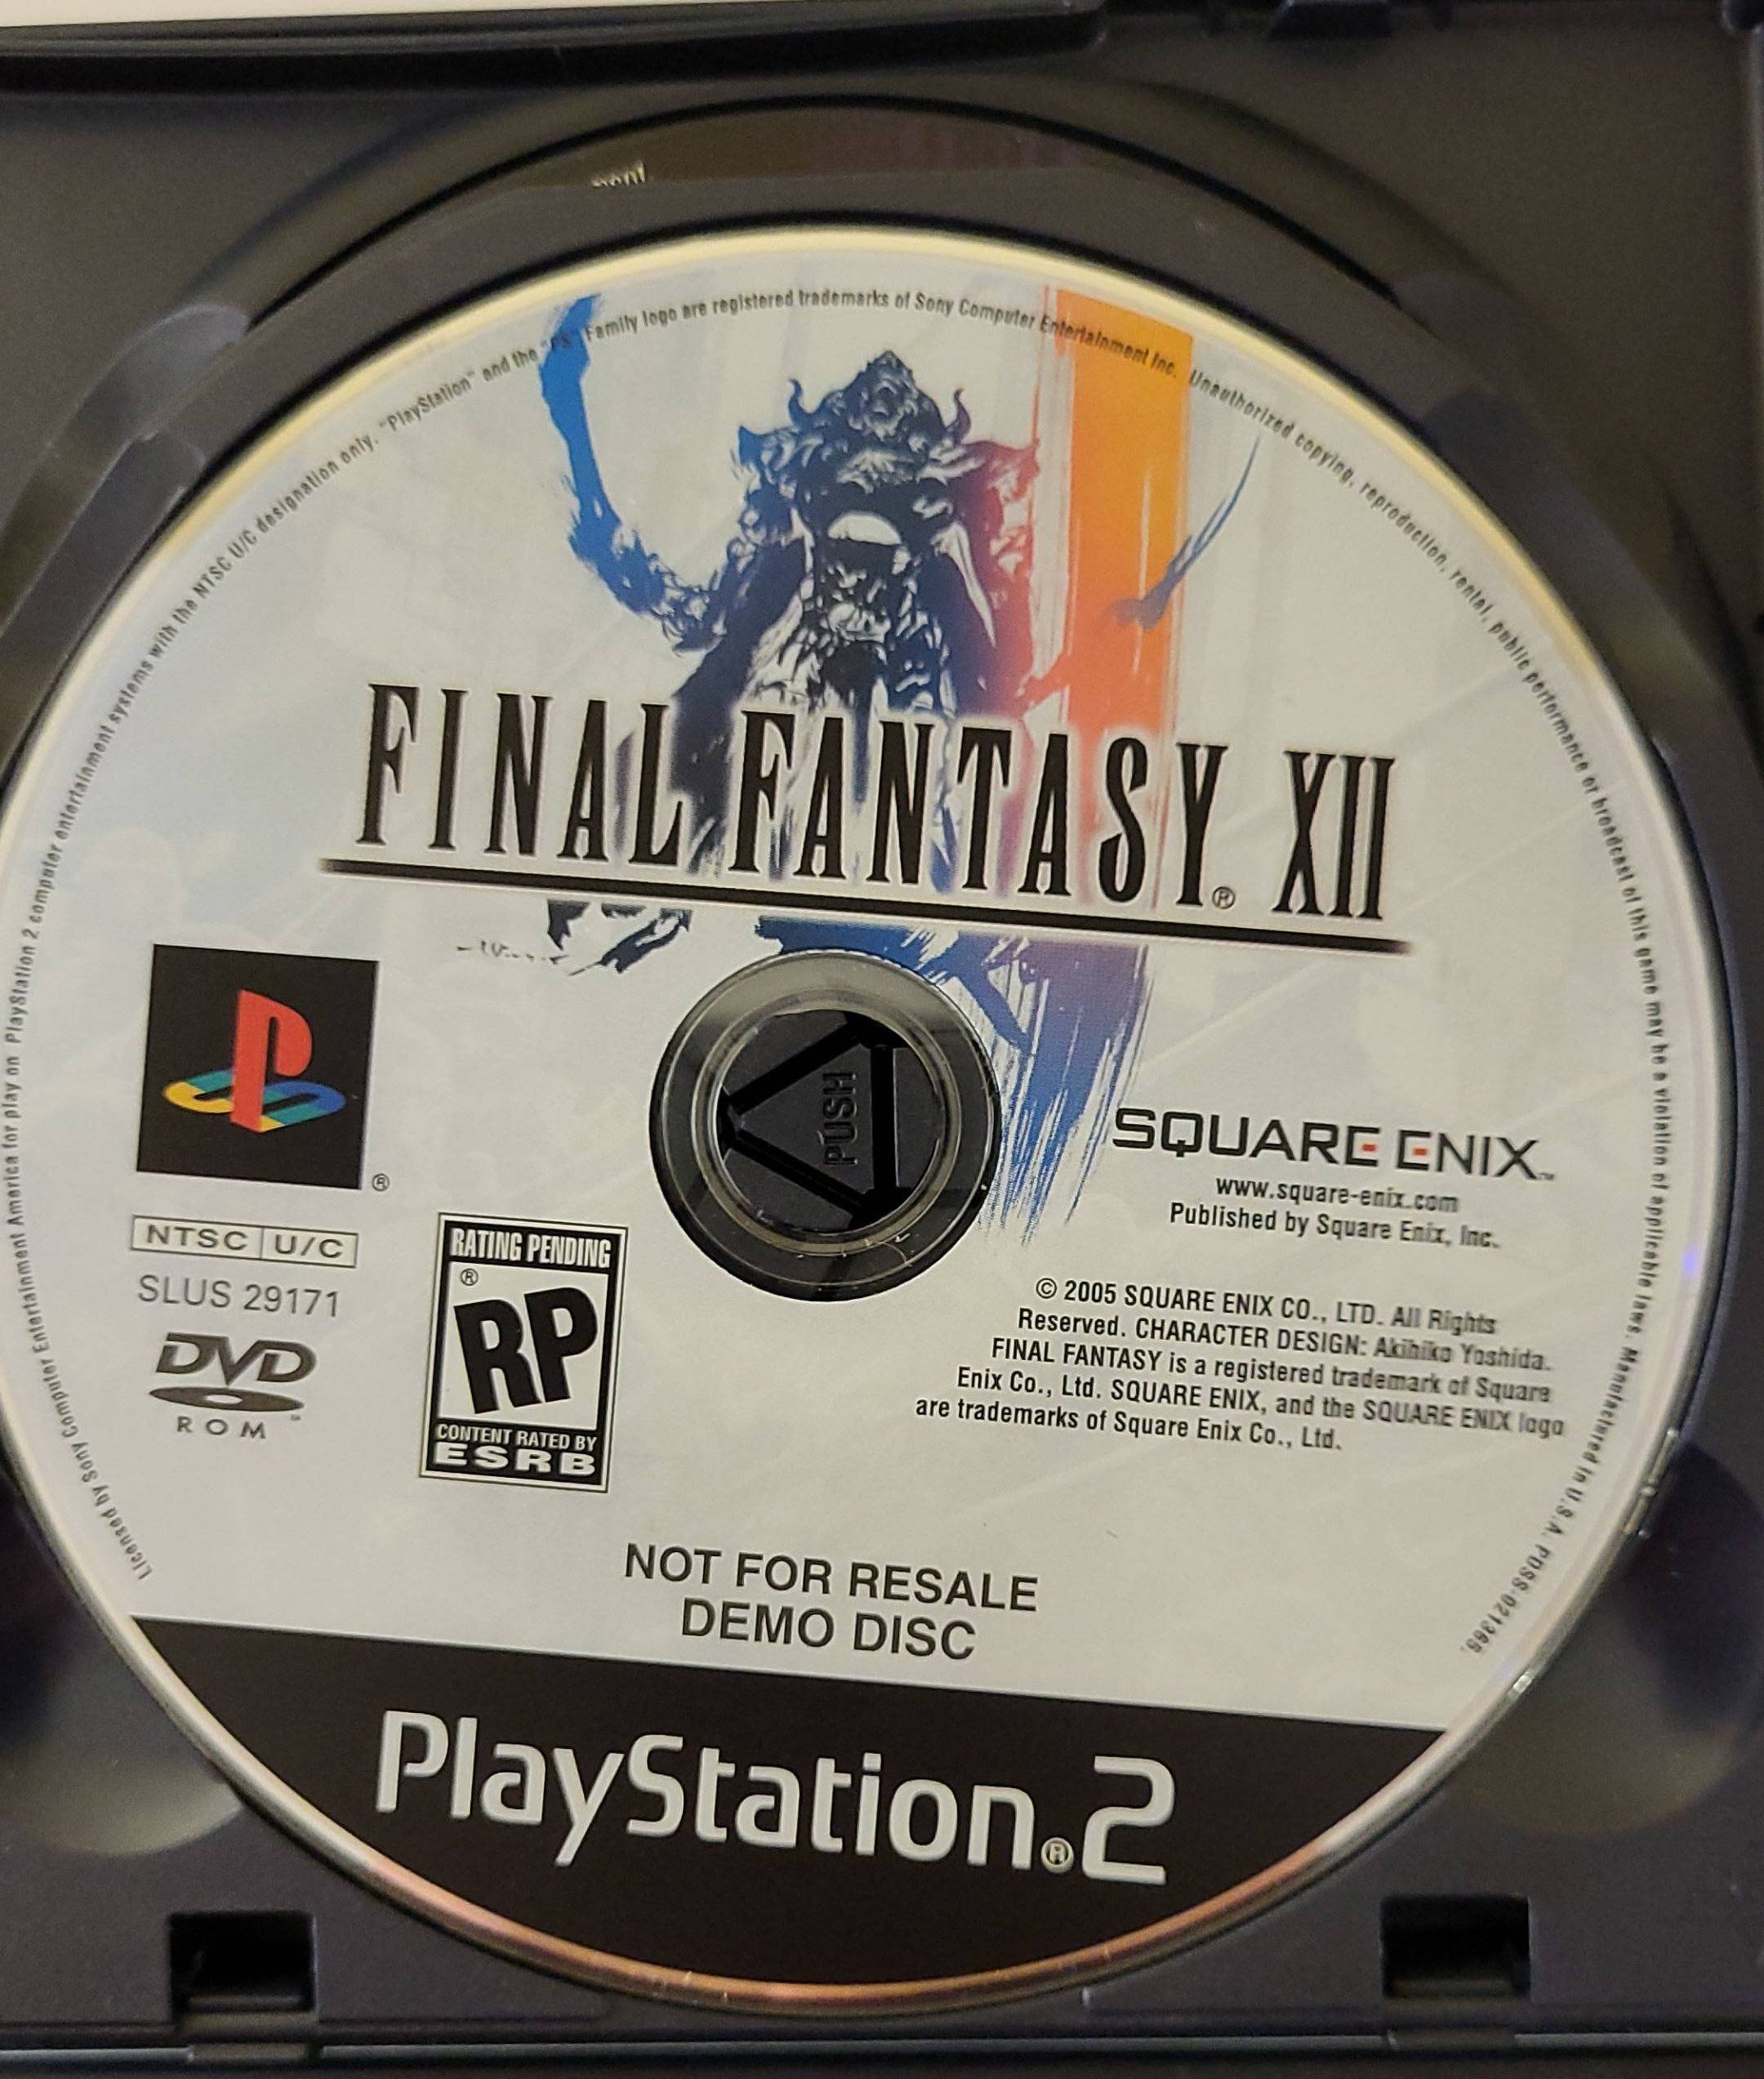 Licensed by Sony Computer Entertainment America for play on PlayStation 2 computer entertainment systems with the NTSC U/C designation only. "PlayStation" and the "PS" Family logo are registered trademarks of Sony Computer Entertainment Inc. Unauthorized copying, reproduction, rental, public performance or broadcast of this game may be a violation of applicable laws. Manufactured in U.S.A. PDSS-021365.
FINAL FANTASY® XII
PUSH
®
NTSC U/C
SLUS 29171
DVD
ROM™
RATING PENDING
®
RP
CONTENT RATED BY
ESRB
SQUARE ENIX™
www.square-enix.com
Published by Square Enix, Inc.
© 2005 SQUARE ENIX CO., LTD. All Rights
Reserved. CHARACTER DESIGN: Akihiko Yoshida.
FINAL FANTASY is a registered trademark of Square
Enix Co., Ltd. SQUARE ENIX, and the SQUARE ENIX logo
are trademarks of Square Enix Co., Ltd.
NOT FOR RESALE
DEMO DISC
PlayStation®2